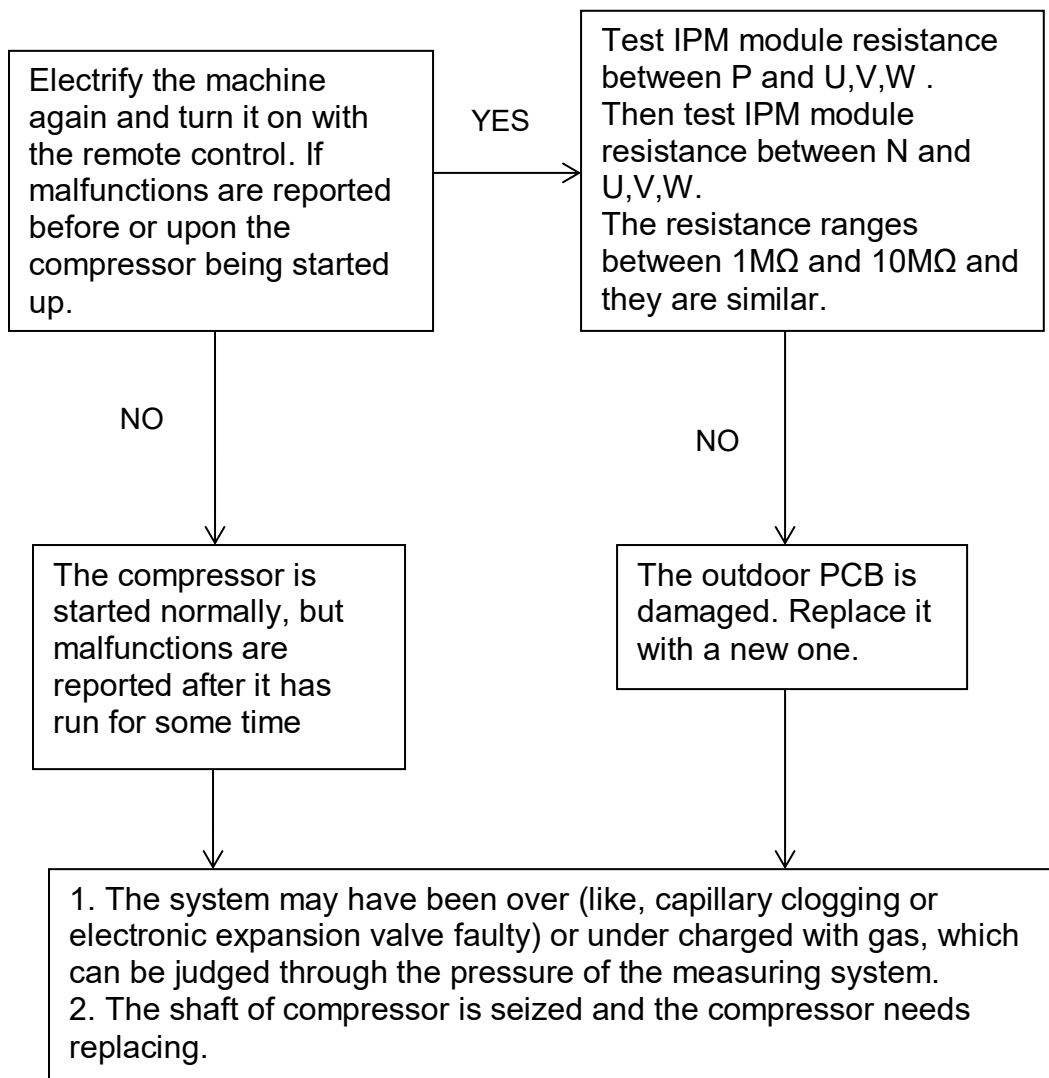 Electrify the machine
again and turn it on with
the remote control. If
malfunctions are reported
before or upon the
compressor being started
up.
YES
Test IPM module resistance
between P and U,V,W .
Then test IPM module
resistance between N and
U,V,W.
The resistance ranges
between 1MΩ and 10MΩ and
they are similar.
NO
NO
The compressor is
started normally, but
malfunctions are
reported after it has
run for some time
The outdoor PCB is
damaged. Replace it
with a new one.
1. The system may have been over (like, capillary clogging or
electronic expansion valve faulty) or under charged with gas, which
can be judged through the pressure of the measuring system.
2. The shaft of compressor is seized and the compressor needs
replacing.